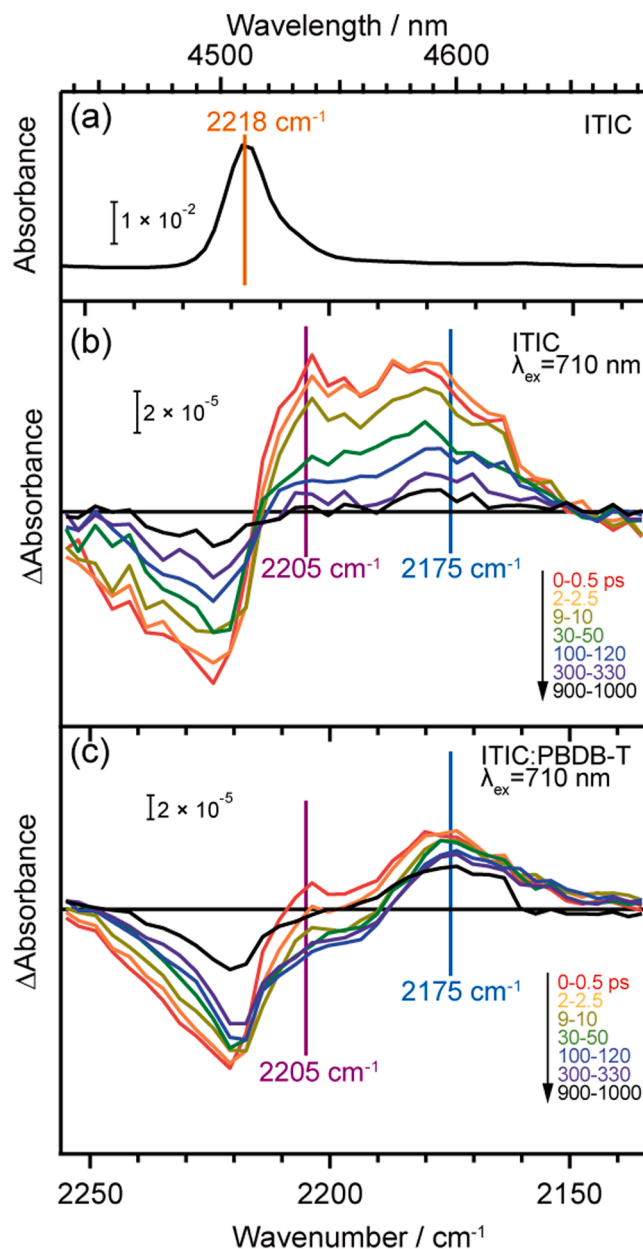 Wavelength / nm
4500 4600
(a) 2218 cm⁻¹ ITIC
Absorbance
1 × 10⁻²
(b) ITIC
λex=710 nm
2 × 10⁻⁵
ΔAbsorbance
2205 cm⁻¹ 2175 cm⁻¹
0-0.5 ps
2-2.5
9-10
30-50
100-120
300-330
900-1000
(c) ITIC:PBDB-T
λex=710 nm
2 × 10⁻⁵
ΔAbsorbance
2175 cm⁻¹
2205 cm⁻¹
0-0.5 ps
2-2.5
9-10
30-50
100-120
300-330
900-1000
2250 2200 2150
Wavenumber / cm⁻¹